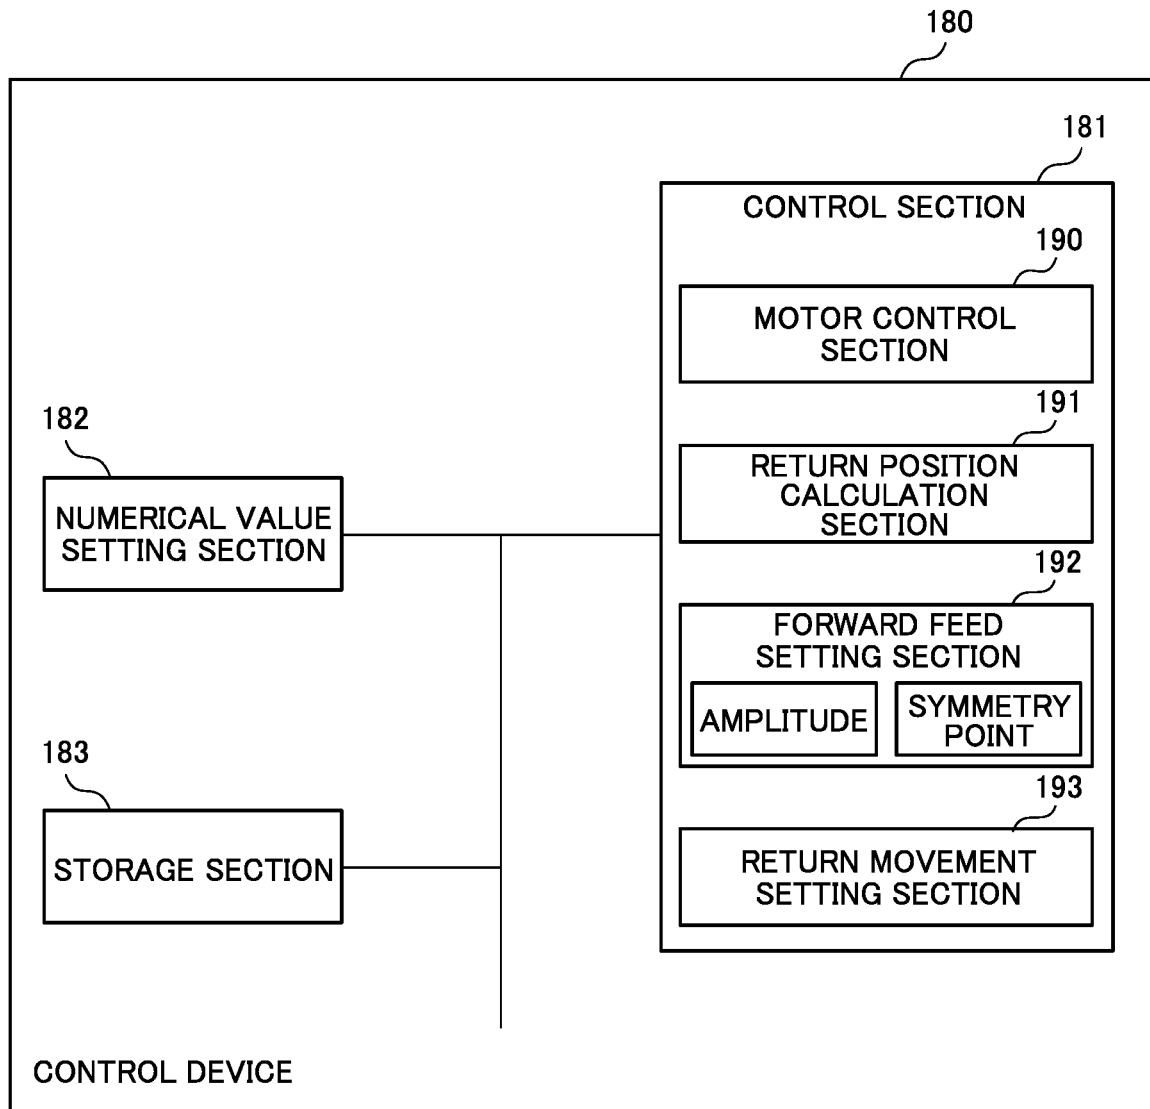 180
181
CONTROL SECTION
190
MOTOR CONTROL
SECTION
182
NUMERICAL VALUE
SETTING SECTION
191
RETURN POSITION
CALCULATION
SECTION
192
FORWARD FEED
SETTING SECTION
AMPLITUDE
SYMMETRY
POINT
183
STORAGE SECTION
193
RETURN MOVEMENT
SETTING SECTION
CONTROL DEVICE